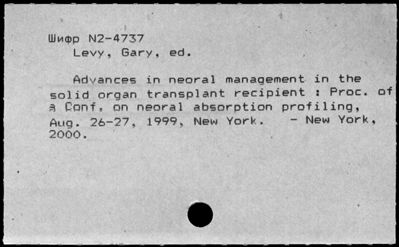 Шифр N2-4737
Levy, Gary, ed.
Advances in neoral management in the
solid organ transplant recipient : Proc. of
a Conf. on neoral absorption profiling,
Aug. 26-27, 1999, New York. - New York,
2000.